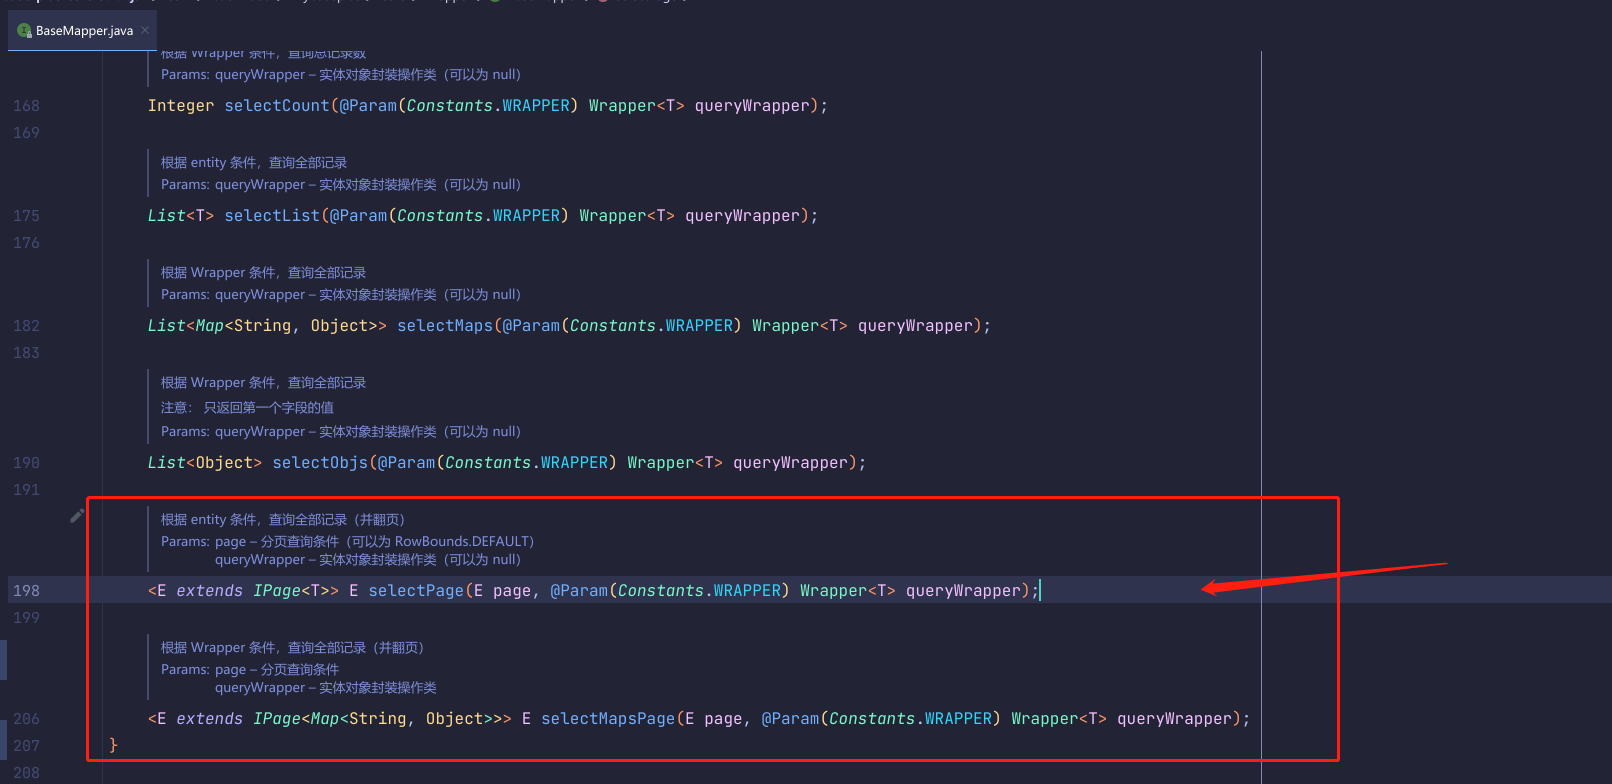 BaseMapper.java
根据 Wrapper 条件，查询总记录数
Params: queryWrapper – 实体对象封装操作类（可以为 null）
168 Integer selectCount(@Param(Constants.WRAPPER) Wrapper<T> queryWrapper);
169
根据 entity 条件，查询全部记录
Params: queryWrapper – 实体对象封装操作类（可以为 null）
175 List<T> selectList(@Param(Constants.WRAPPER) Wrapper<T> queryWrapper);
176
根据 Wrapper 条件，查询全部记录
Params: queryWrapper – 实体对象封装操作类（可以为 null）
182 List<Map<String, Object>> selectMaps(@Param(Constants.WRAPPER) Wrapper<T> queryWrapper);
183
根据 Wrapper 条件，查询全部记录
注意： 只返回第一个字段的值
Params: queryWrapper – 实体对象封装操作类（可以为 null）
190 List<Object> selectObjs(@Param(Constants.WRAPPER) Wrapper<T> queryWrapper);
191
根据 entity 条件，查询全部记录（并翻页）
Params: page – 分页查询条件（可以为 RowBounds.DEFAULT）
queryWrapper – 实体对象封装操作类（可以为 null）
198 <E extends IPage<T>> E selectPage(E page, @Param(Constants.WRAPPER) Wrapper<T> queryWrapper);
199
根据 Wrapper 条件，查询全部记录（并翻页）
Params: page – 分页查询条件
queryWrapper – 实体对象封装操作类
206 <E extends IPage<Map<String, Object>>> E selectMapsPage(E page, @Param(Constants.WRAPPER) Wrapper<T> queryWrapper);
207 }
208